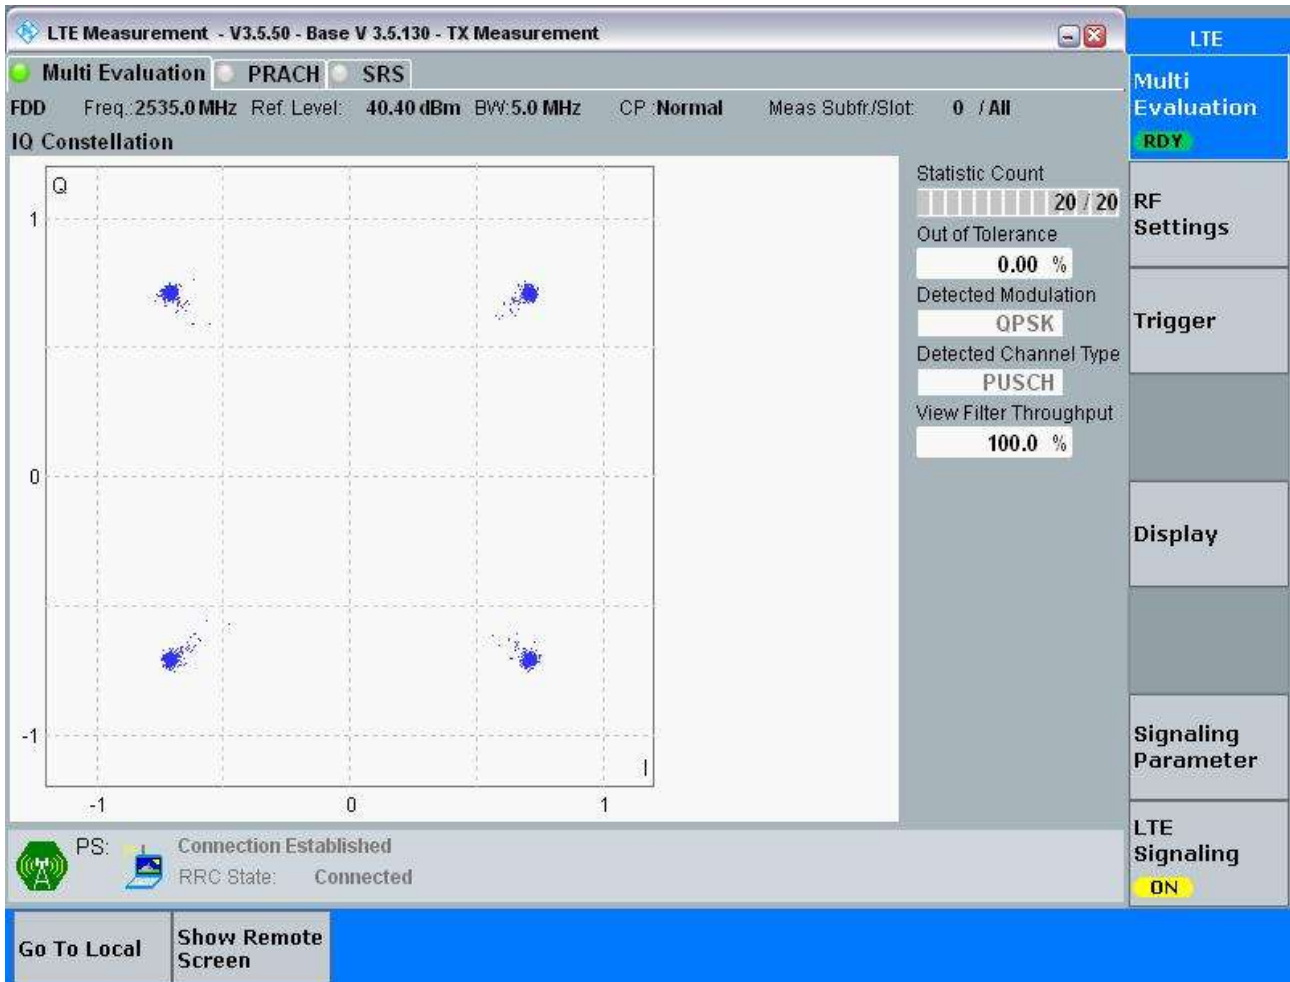 LTE Measurement - V3.5.50 - Base V 3.5.130 - TX Measurement
LTE
Multi Evaluation PRACH SRS
FDD Freq.:2535.0 MHz Ref. Level: 40.40 dBm BW:5.0 MHz CP :Normal Meas Subfr./Slot: 0 / All
IQ Constellation
Q
1
0
-1
-1 0 1
I
Statistic Count
20 / 20
Out of Tolerance
0.00 %
Detected Modulation
QPSK
Detected Channel Type
PUSCH
View Filter Throughput
100.0 %
Multi
Evaluation
RDY
RF
Settings
Trigger
Display
Signaling
Parameter
LTE
Signaling
ON
PS: Connection Established
RRC State: Connected
Go To Local
Show Remote
Screen